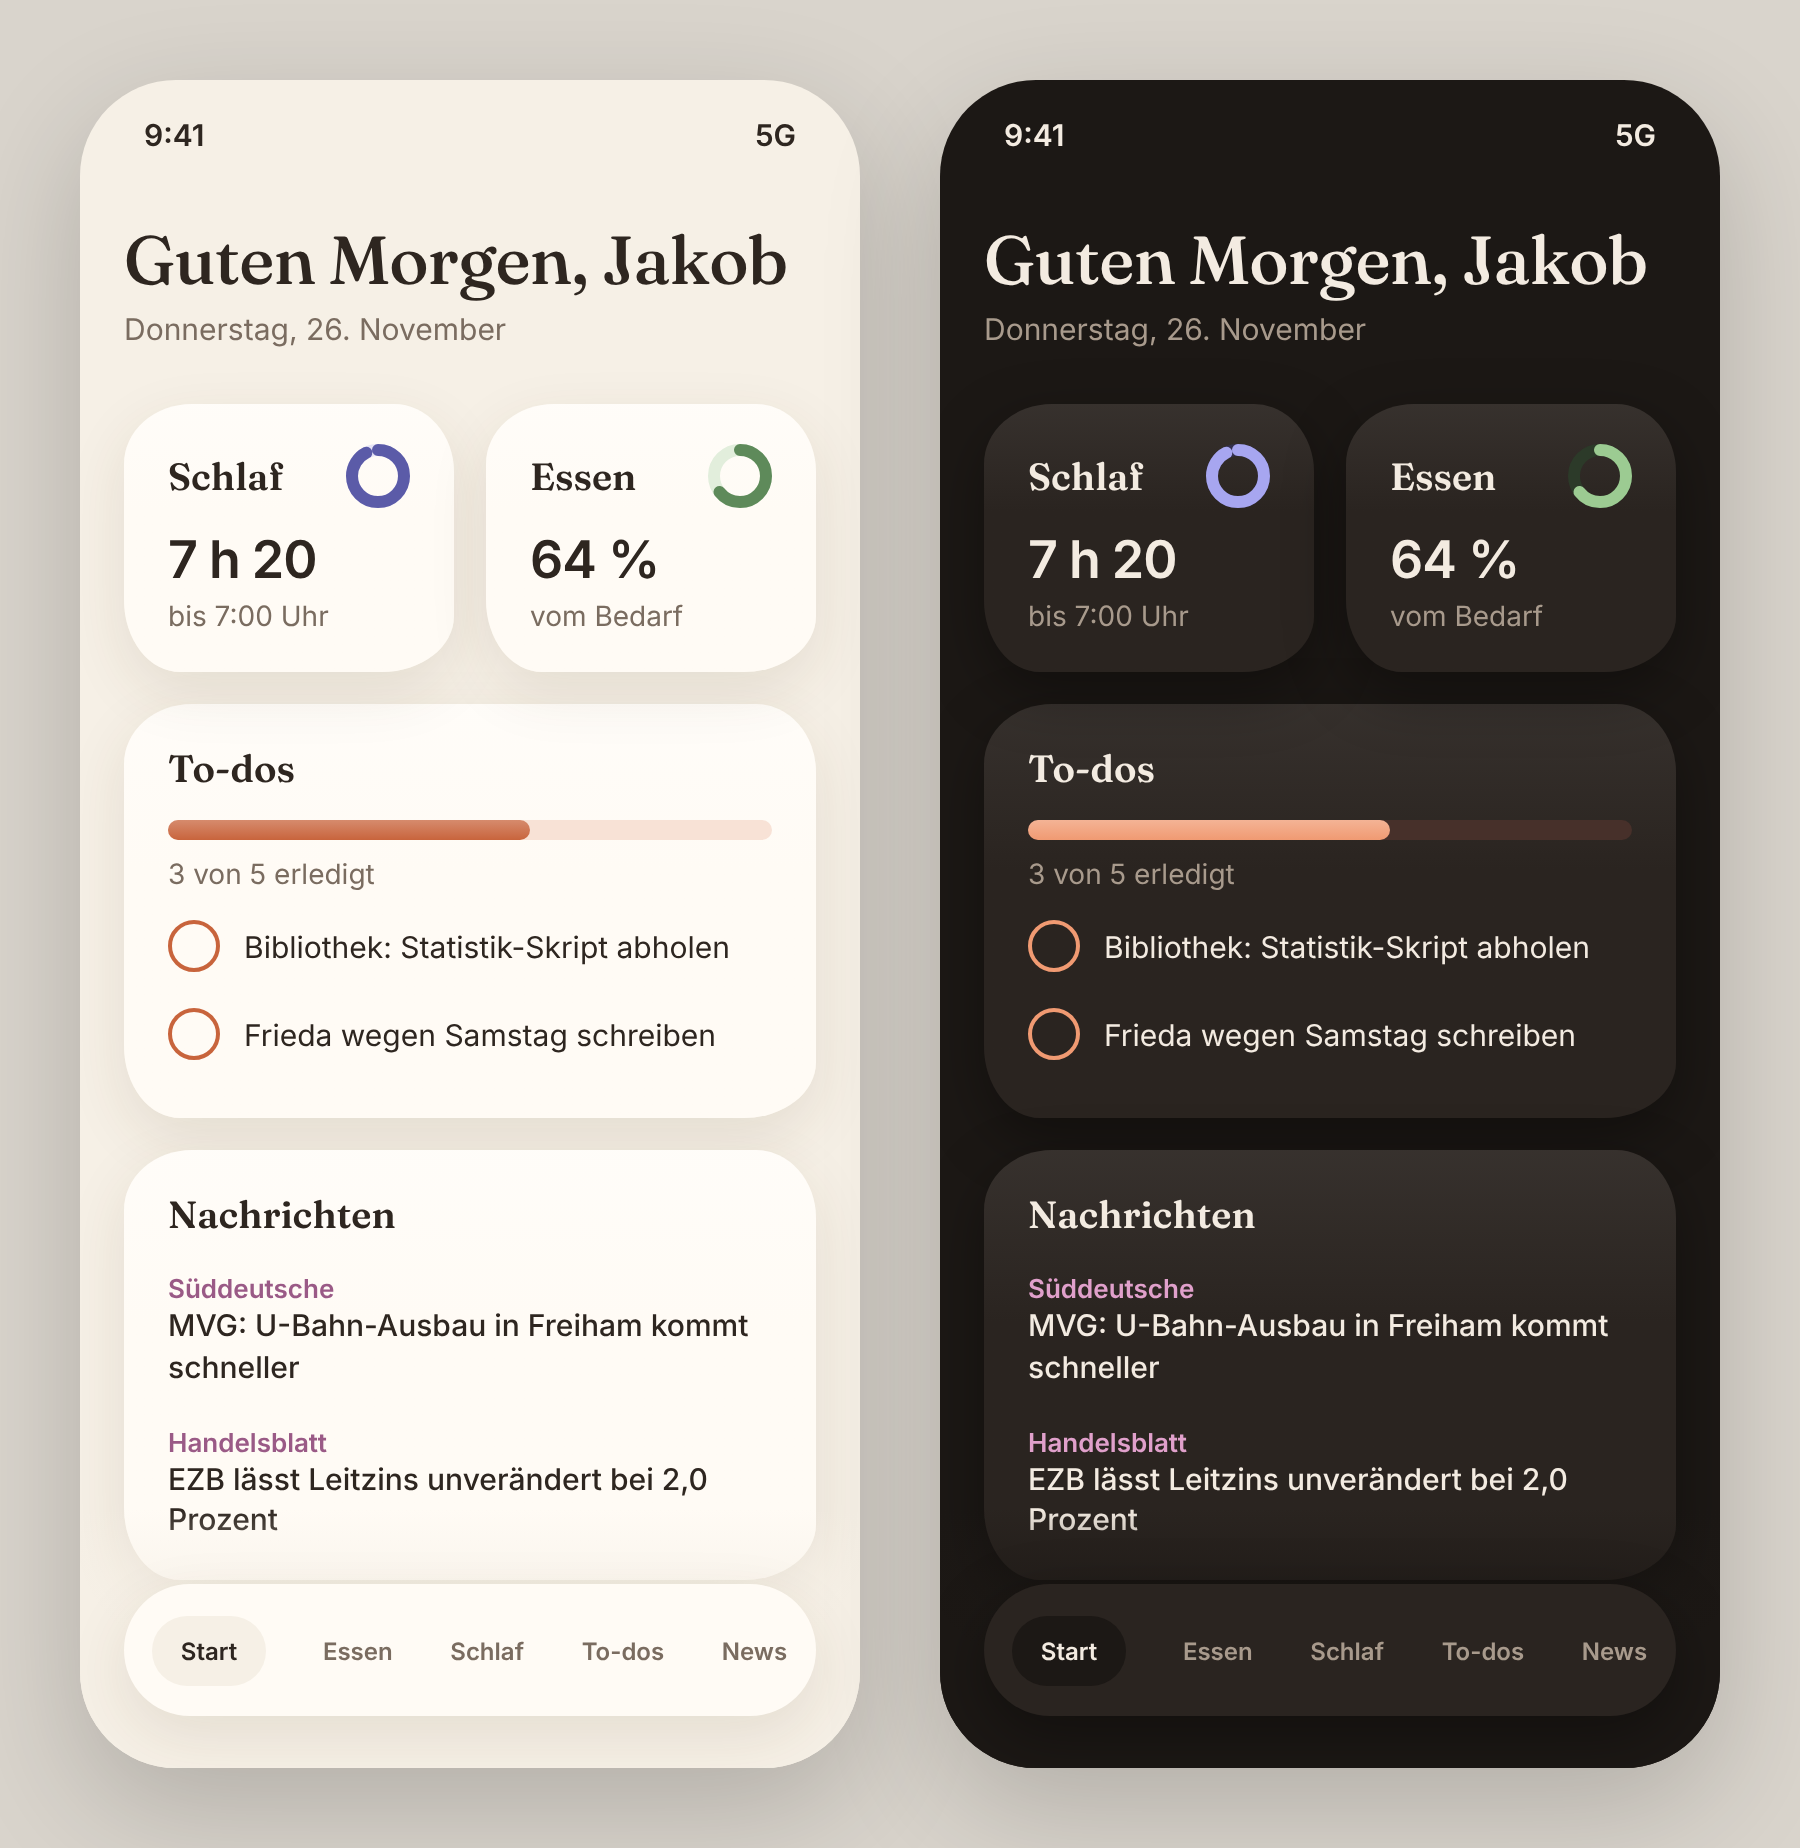 9:41
5G
Guten Morgen, Jakob
Donnerstag, 26. November
Schlaf
7 h 20
bis 7:00 Uhr
Essen
64 %
vom Bedarf
To-dos
3 von 5 erledigt
Bibliothek: Statistik-Skript abholen
Frieda wegen Samstag schreiben
Nachrichten
Süddeutsche
MVG: U-Bahn-Ausbau in Freiham kommt
schneller
Handelsblatt
EZB lässt Leitzins unverändert bei 2,0
Prozent
Start
Essen
Schlaf
To-dos
News
9:41
5G
Guten Morgen, Jakob
Donnerstag, 26. November
Schlaf
7 h 20
bis 7:00 Uhr
Essen
64 %
vom Bedarf
To-dos
3 von 5 erledigt
Bibliothek: Statistik-Skript abholen
Frieda wegen Samstag schreiben
Nachrichten
Süddeutsche
MVG: U-Bahn-Ausbau in Freiham kommt
schneller
Handelsblatt
EZB lässt Leitzins unverändert bei 2,0
Prozent
Start
Essen
Schlaf
To-dos
News